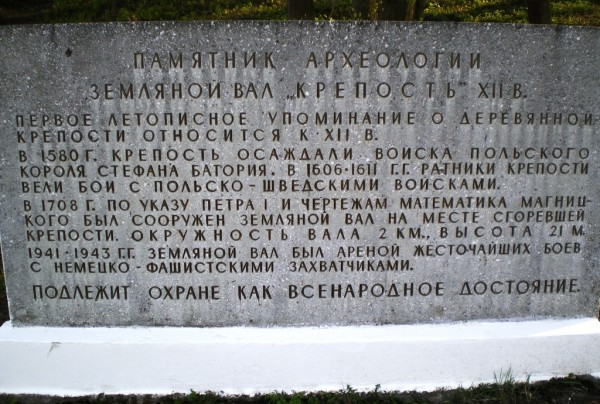 ПАМЯТНИК АРХЕОЛОГИИ
ЗЕМЛЯНОЙ ВАЛ „КРЕПОСТЬ" XII В.
ПЕРВОЕ ЛЕТОПИСНОЕ УПОМИНАНИЕ О ДЕРЕВЯННОЙ
КРЕПОСТИ ОТНОСИТСЯ К XII В.
В 1580 Г. КРЕПОСТЬ ОСАЖДАЛИ ВОЙСКА ПОЛЬСКОГО
КОРОЛЯ СТЕФАНА БАТОРИЯ. В 1606-1611 Г.Г. РАТНИКИ КРЕПОСТИ
ВЕЛИ БОИ С ПОЛЬСКО-ШВЕДСКИМИ ВОЙСКАМИ.
В 1708 Г. ПО УКАЗУ ПЕТРА I И ЧЕРТЕЖАМ МАТЕМАТИКА МАГНИЦ-
КОГО БЫЛ СООРУЖЕН ЗЕМЛЯНОЙ ВАЛ НА МЕСТЕ СГОРЕВШЕЙ
КРЕПОСТИ. ОКРУЖНОСТЬ ВАЛА 2 КМ., ВЫСОТА 21 М.
1941-1943 Г.Г. ЗЕМЛЯНОЙ ВАЛ БЫЛ АРЕНОЙ ЖЕСТОЧАЙШИХ БОЕВ
С НЕМЕЦКО-ФАШИСТСКИМИ ЗАХВАТЧИКАМИ.
ПОДЛЕЖИТ ОХРАНЕ КАК ВСЕНАРОДНОЕ ДОСТОЯНИЕ.